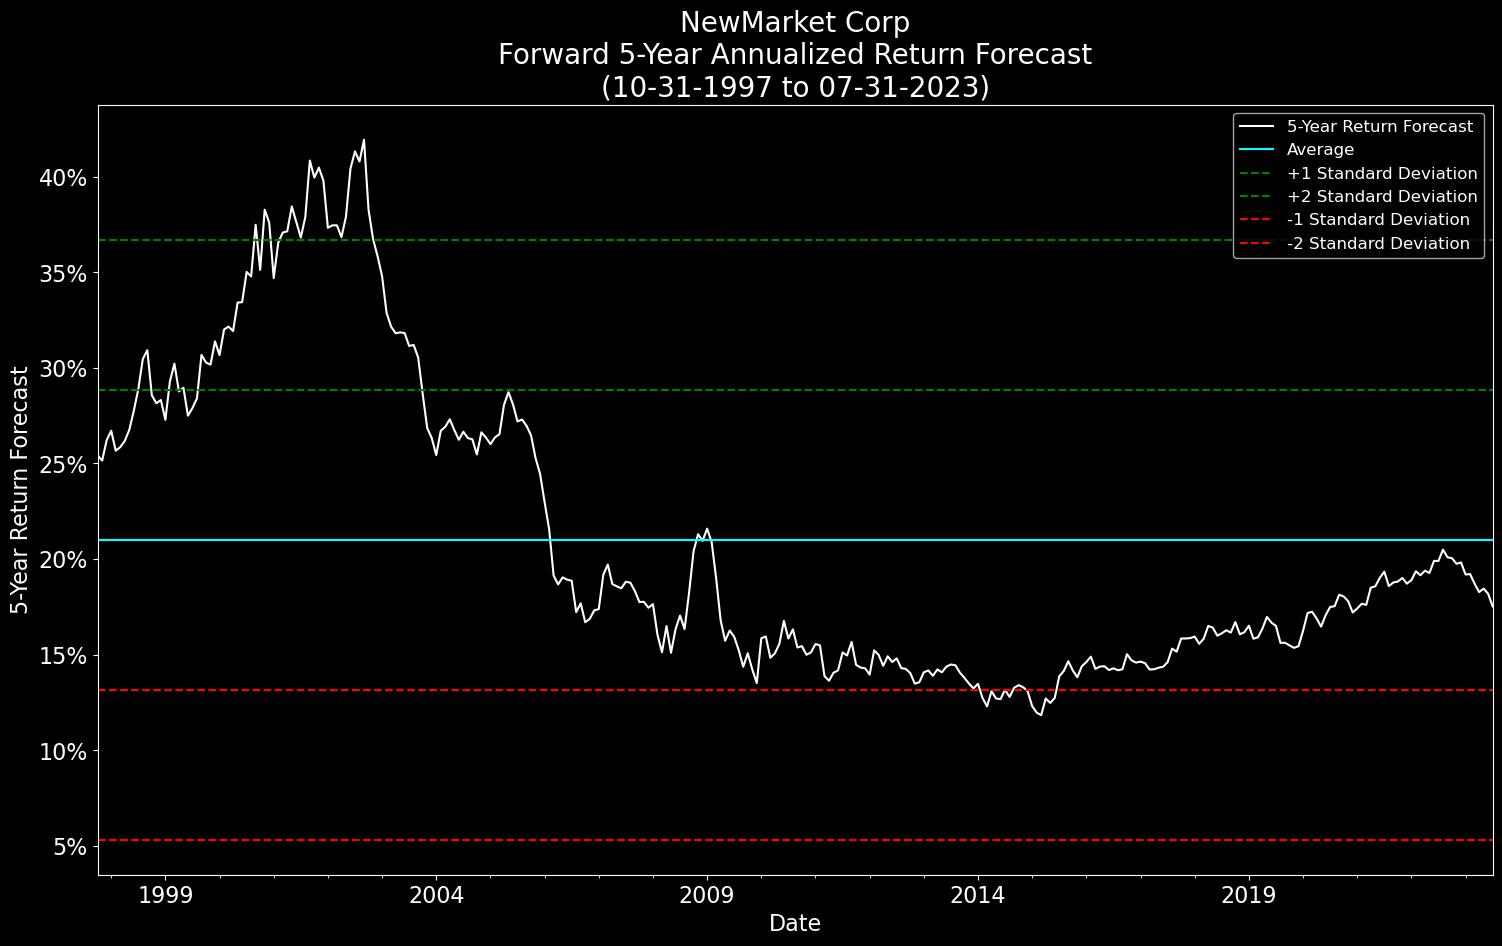 NewMarket Corp
Forward 5-Year Annualized Return Forecast
(10-31-1997 to 07-31-2023)
5-Year Return Forecast
Average
+1 Standard Deviation
+2 Standard Deviation
-1 Standard Deviation
-2 Standard Deviation
5-Year Return Forecast
40%
35%
30%
25%
20%
15%
10%
5%
1999
2004
2009
2014
2019
Date